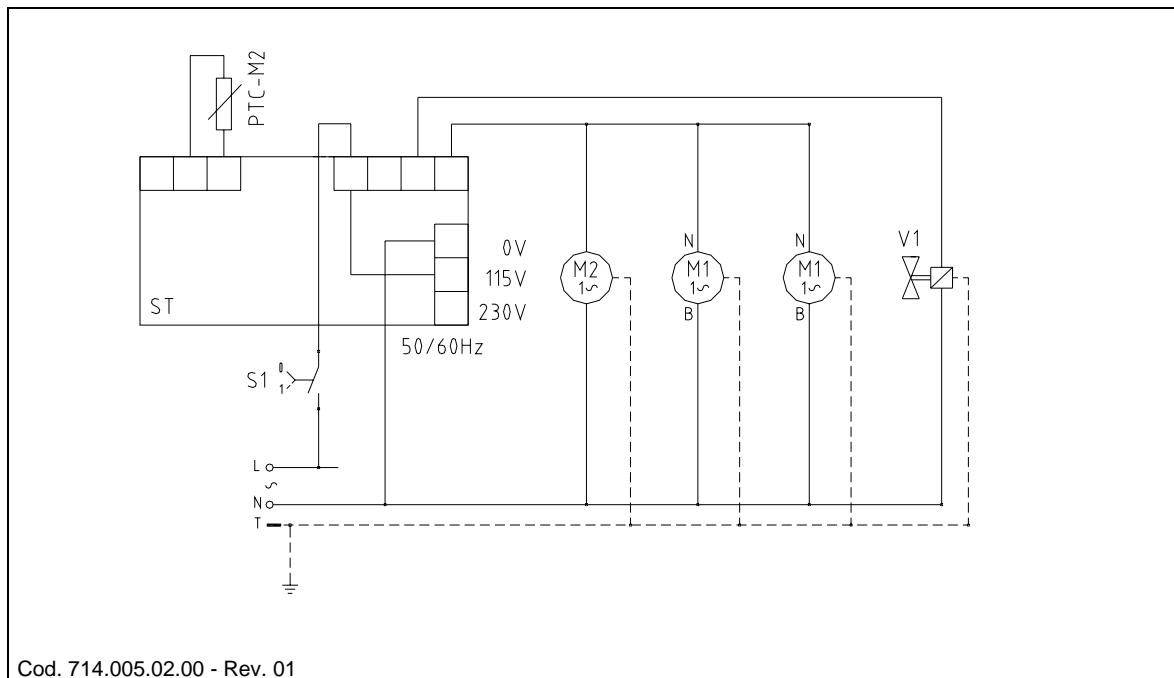 PTC-M2
0V
115V
230V
ST
50/60Hz
M2
1~
N
M1
1~
B
N
M1
1~
B
V1
S1
0
1
L
~
N
T
Cod. 714.005.02.00 - Rev. 01